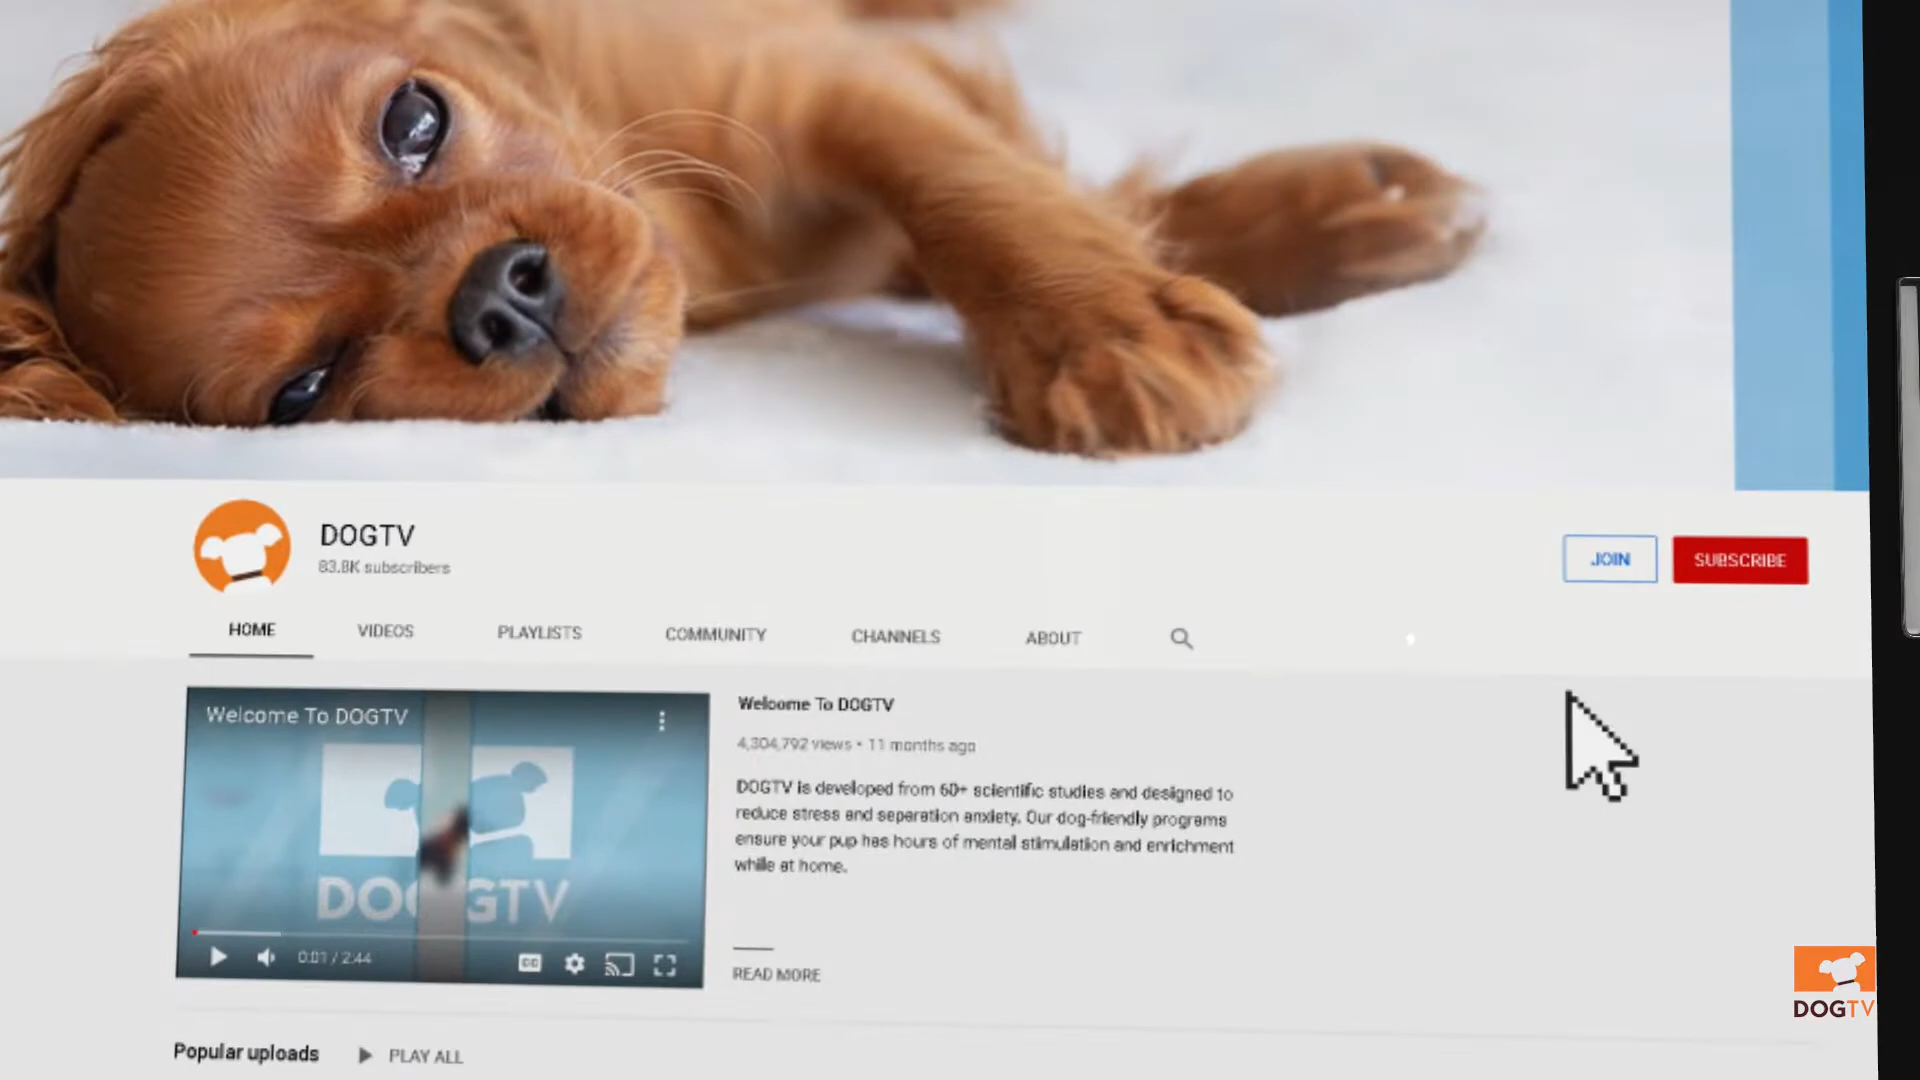 DOGTV
83.8K subscribers
JOIN
SUBSCRIBE
HOME
VIDEOS
PLAYLISTS
COMMUNITY
CHANNELS
ABOUT
Welcome To DOGTV
DOGTV
0:01 / 2:44
CC
Welcome To DOGTV
4,304,792 views • 11 months ago
DOGTV is developed from 60+ scientific studies and designed to
reduce stress and separation anxiety. Our dog-friendly programs
ensure your pup has hours of mental stimulation and enrichment
while at home.
READ MORE
Popular uploads
PLAY ALL
DOGTV